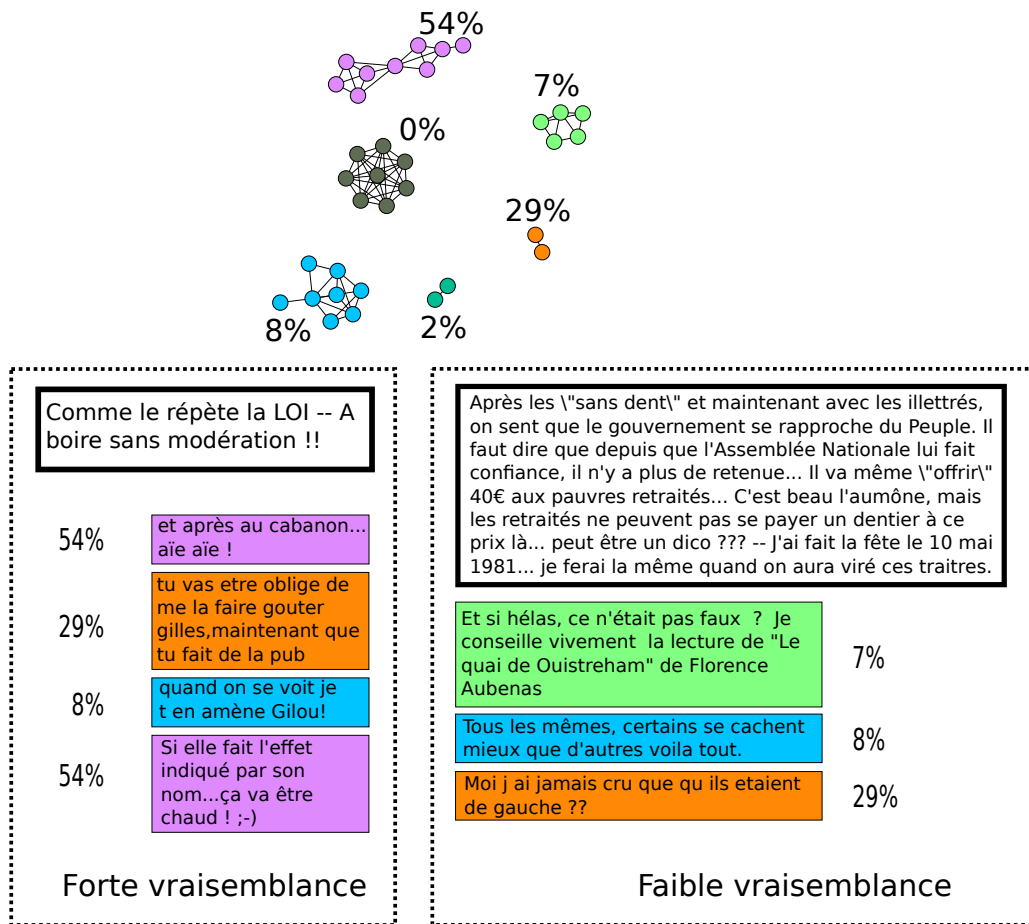 54%
7%
0%
29%
8%
2%
Comme le répète la LOI -- A
boire sans modération !!
54%
et après au cabanon...
aïe aïe !
29%
tu vas etre oblige de
me la faire gouter
gilles,maintenant que
tu fait de la pub
8%
quand on se voit je
t en amène Gilou!
54%
Si elle fait l'effet
indiqué par son
nom...ça va être
chaud ! ;-)
Forte vraisemblance
Après les \"sans dent\" et maintenant avec les illettrés,
on sent que le gouvernement se rapproche du Peuple. Il
faut dire que depuis que l'Assemblée Nationale lui fait
confiance, il n'y a plus de retenue... Il va même \"offrir\"
40€ aux pauvres retraités... C'est beau l'aumône, mais
les retraités ne peuvent pas se payer un dentier à ce
prix là... peut être un dico ??? -- J'ai fait la fête le 10 mai
1981... je ferai la même quand on aura viré ces traitres.
Et si hélas, ce n'était pas faux  ?  Je
conseille vivement  la lecture de "Le
quai de Ouistreham" de Florence
Aubenas
7%
Tous les mêmes, certains se cachent
mieux que d'autres voila tout.
8%
Moi j ai jamais cru que qu ils etaient
de gauche ??
29%
Faible vraisemblance